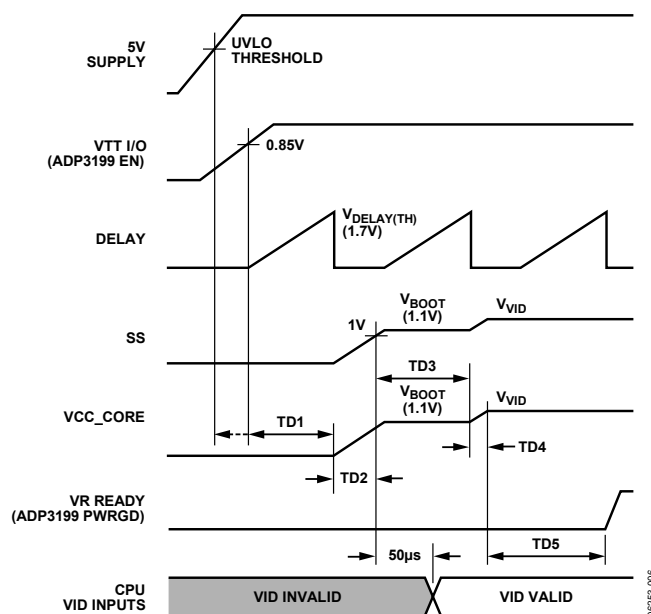 5V
SUPPLY
UVLO
THRESHOLD
VTT I/O
(ADP3199 EN)
0.85V
DELAY
VDELAY(TH)
(1.7V)
SS
1V
VBOOT
(1.1V)
VVID
TD3
VCC_CORE
VBOOT
(1.1V)
VVID
TD1
TD4
TD2
VR READY
(ADP3199 PWRGD)
50µs
TD5
CPU
VID INPUTS
VID INVALID
VID VALID